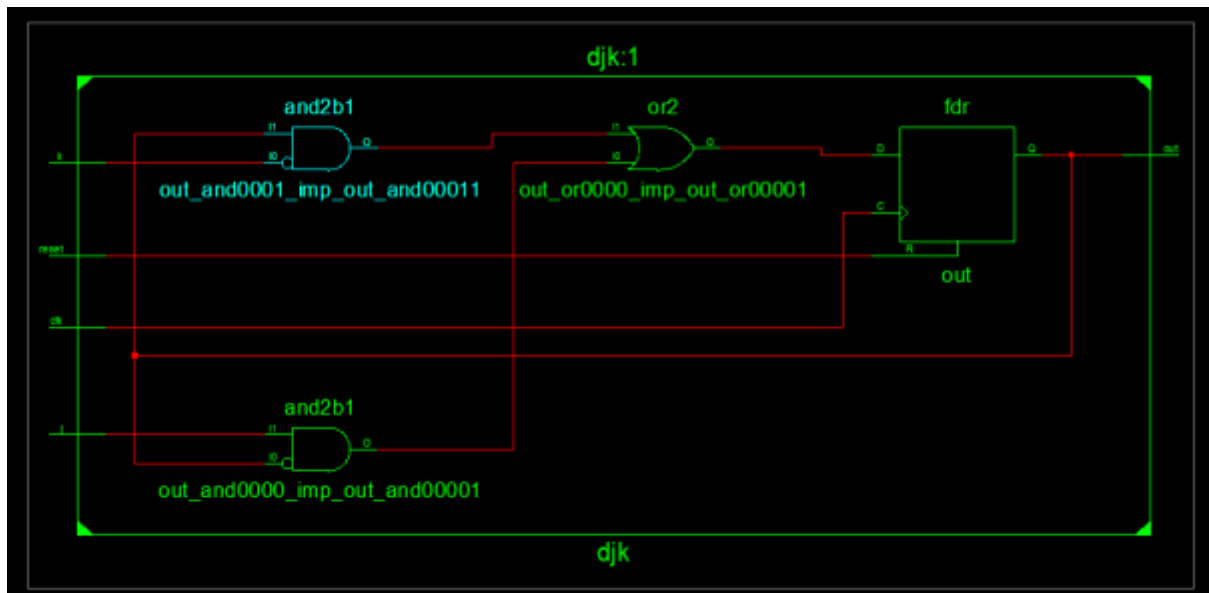 djk:1
and2b1
or2
fdr
I1
O
I1
O
D
Q
out
k
I0
I0
out_and0001_imp_out_and00011
out_or0000_imp_out_or00001
C
reset
R
out
clk
and2b1
j
I1
O
I0
out_and0000_imp_out_and00001
djk